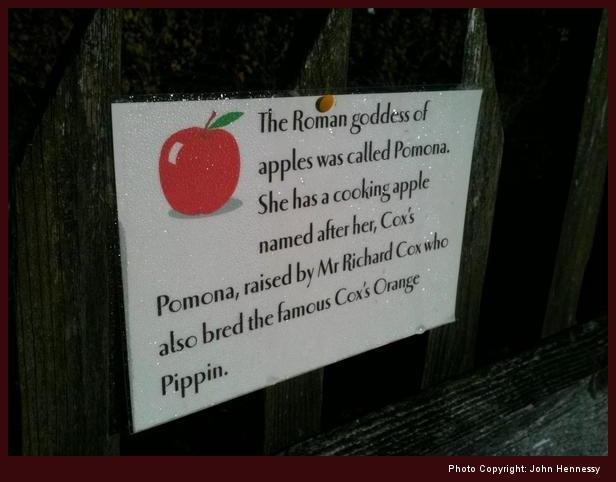 The Roman goddess of
apples was called Pomona.
She has a cooking apple
named after her, Cox's
Pomona, raised by Mr Richard Cox who
also bred the famous Cox's Orange
Pippin.
Photo Copyright: John Hennessy